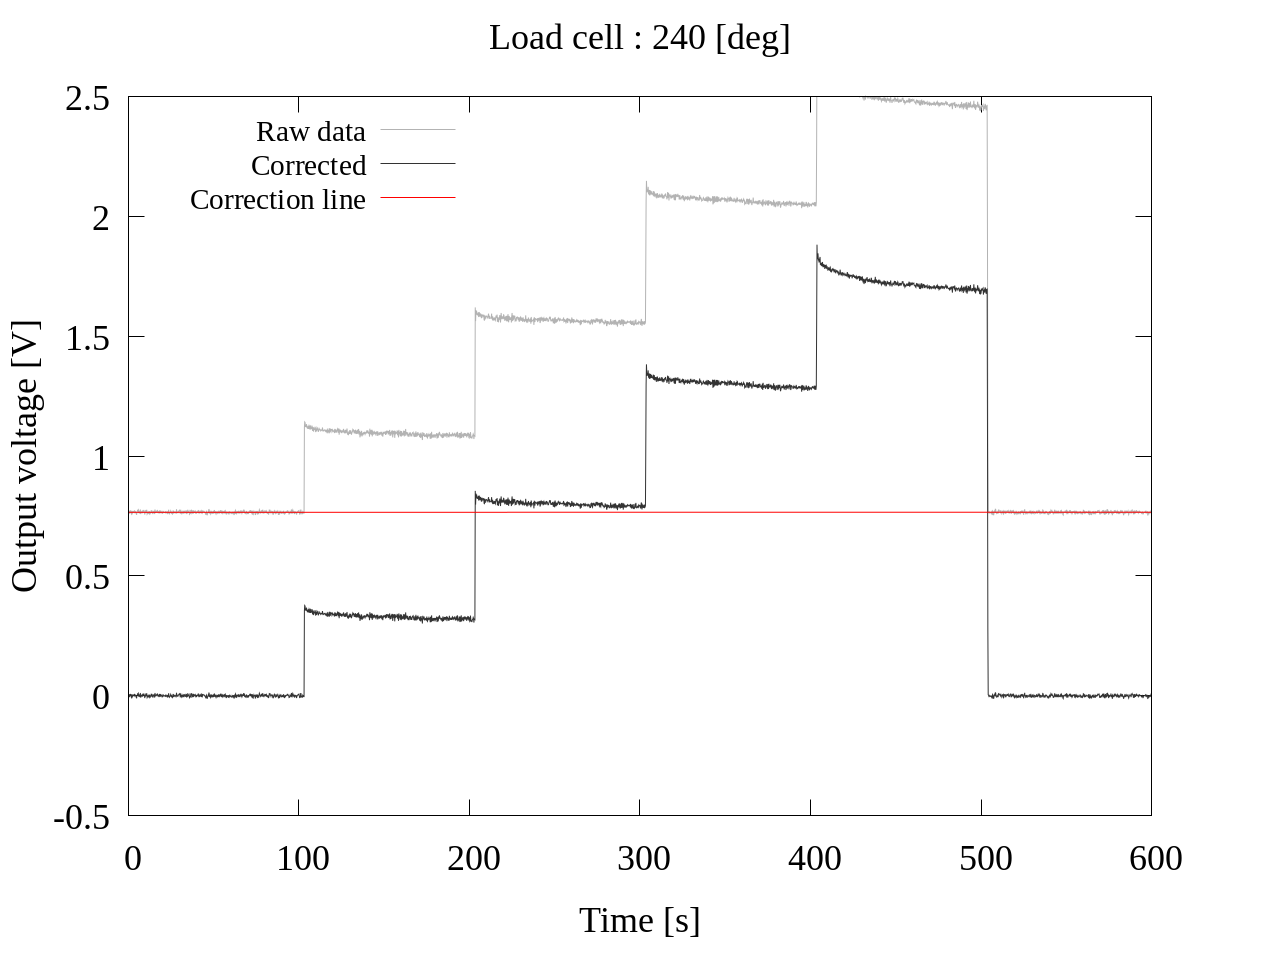 Load cell : 240 [deg]
2.5
2
1.5
1
0.5
0
-0.5
Output voltage [V]
Raw data
Corrected
Correction line
0 100 200 300 400 500 600
Time [s]